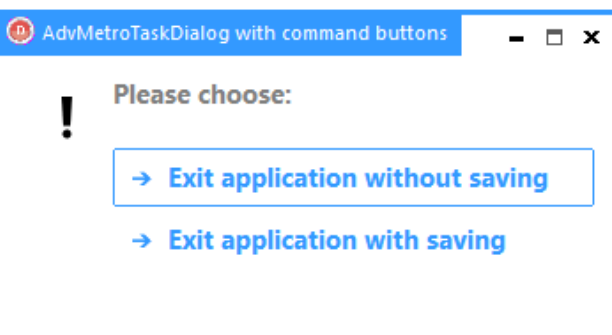 AdvMetroTaskDialog with command buttons
Please choose:
Exit application without saving
Exit application with saving